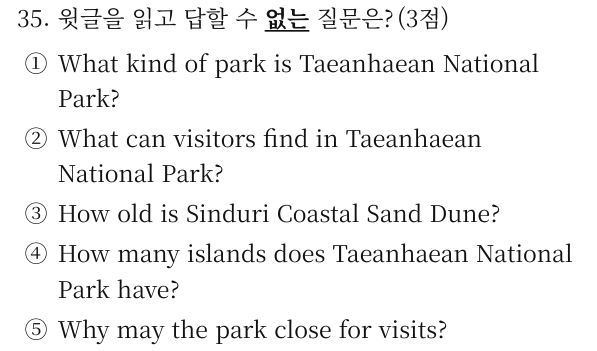 35. 윗글을 읽고 답할 수 없는 질문은?(3점)
① What kind of park is Taeanhaean National
Park?
② What can visitors find in Taeanhaean
National Park?
③ How old is Sinduri Coastal Sand Dune?
④ How many islands does Taeanhaean National
Park have?
⑤ Why may the park close for visits?